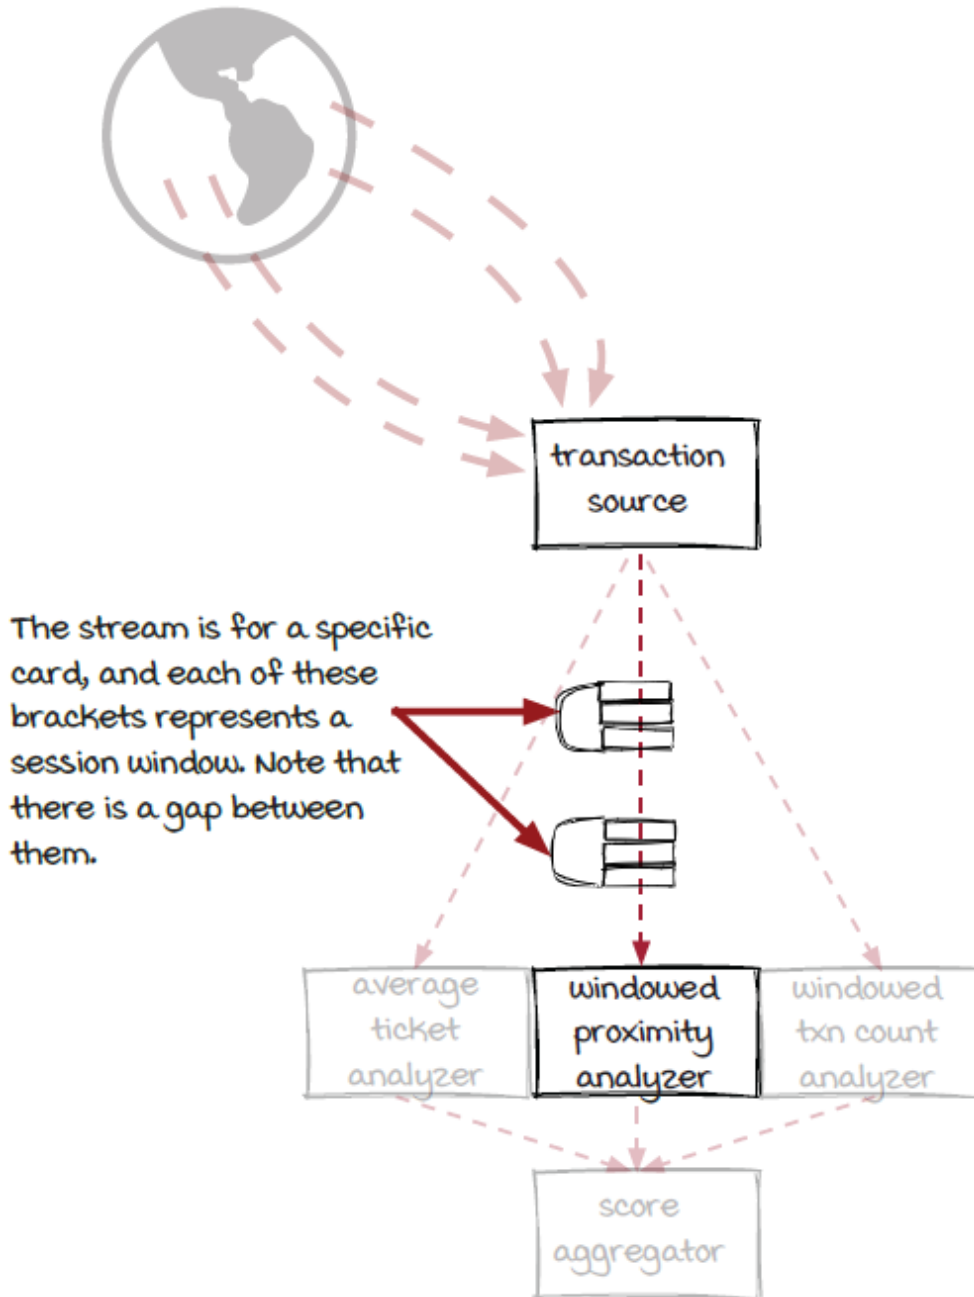 transaction
source
The stream is for a specific
card, and each of these
brackets represents a
session window. Note that
there is a gap between
them.
average
ticket
analyzer
windowed
proximity
analyzer
windowed
txn count
analyzer
score
aggregator